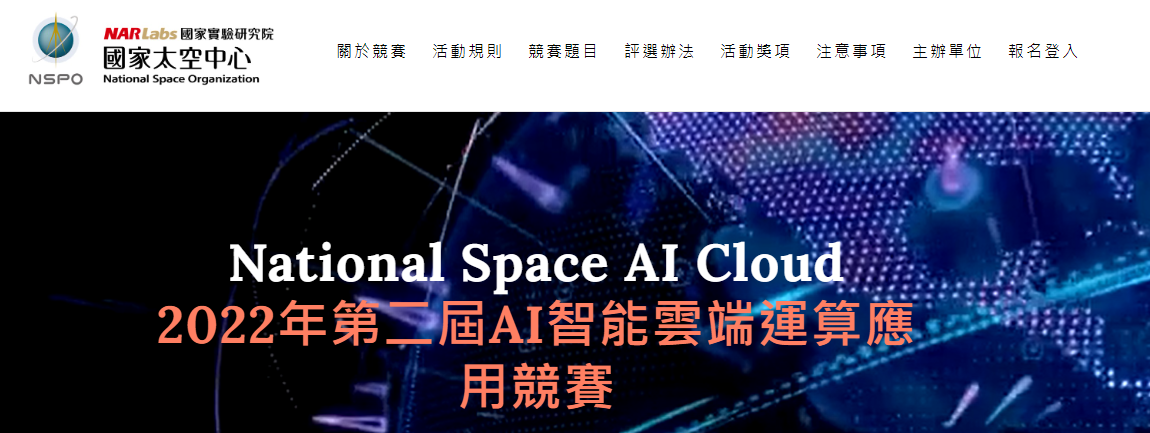 NSPO
NARLabs 國家實驗研究院
國家太空中心
National Space Organization
關於競賽 活動規則 競賽題目 評選辦法 活動獎項 注意事項 主辦單位 報名登入
National Space AI Cloud
2022年第二屆AI智能雲端運算應
用競賽